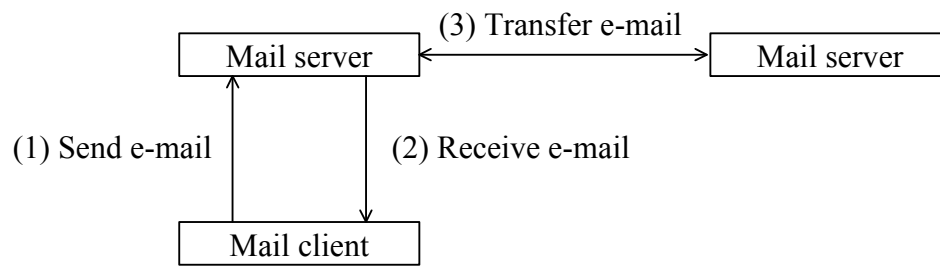 (3) Transfer e-mail
Mail server
Mail server
(1) Send e-mail
(2) Receive e-mail
Mail client